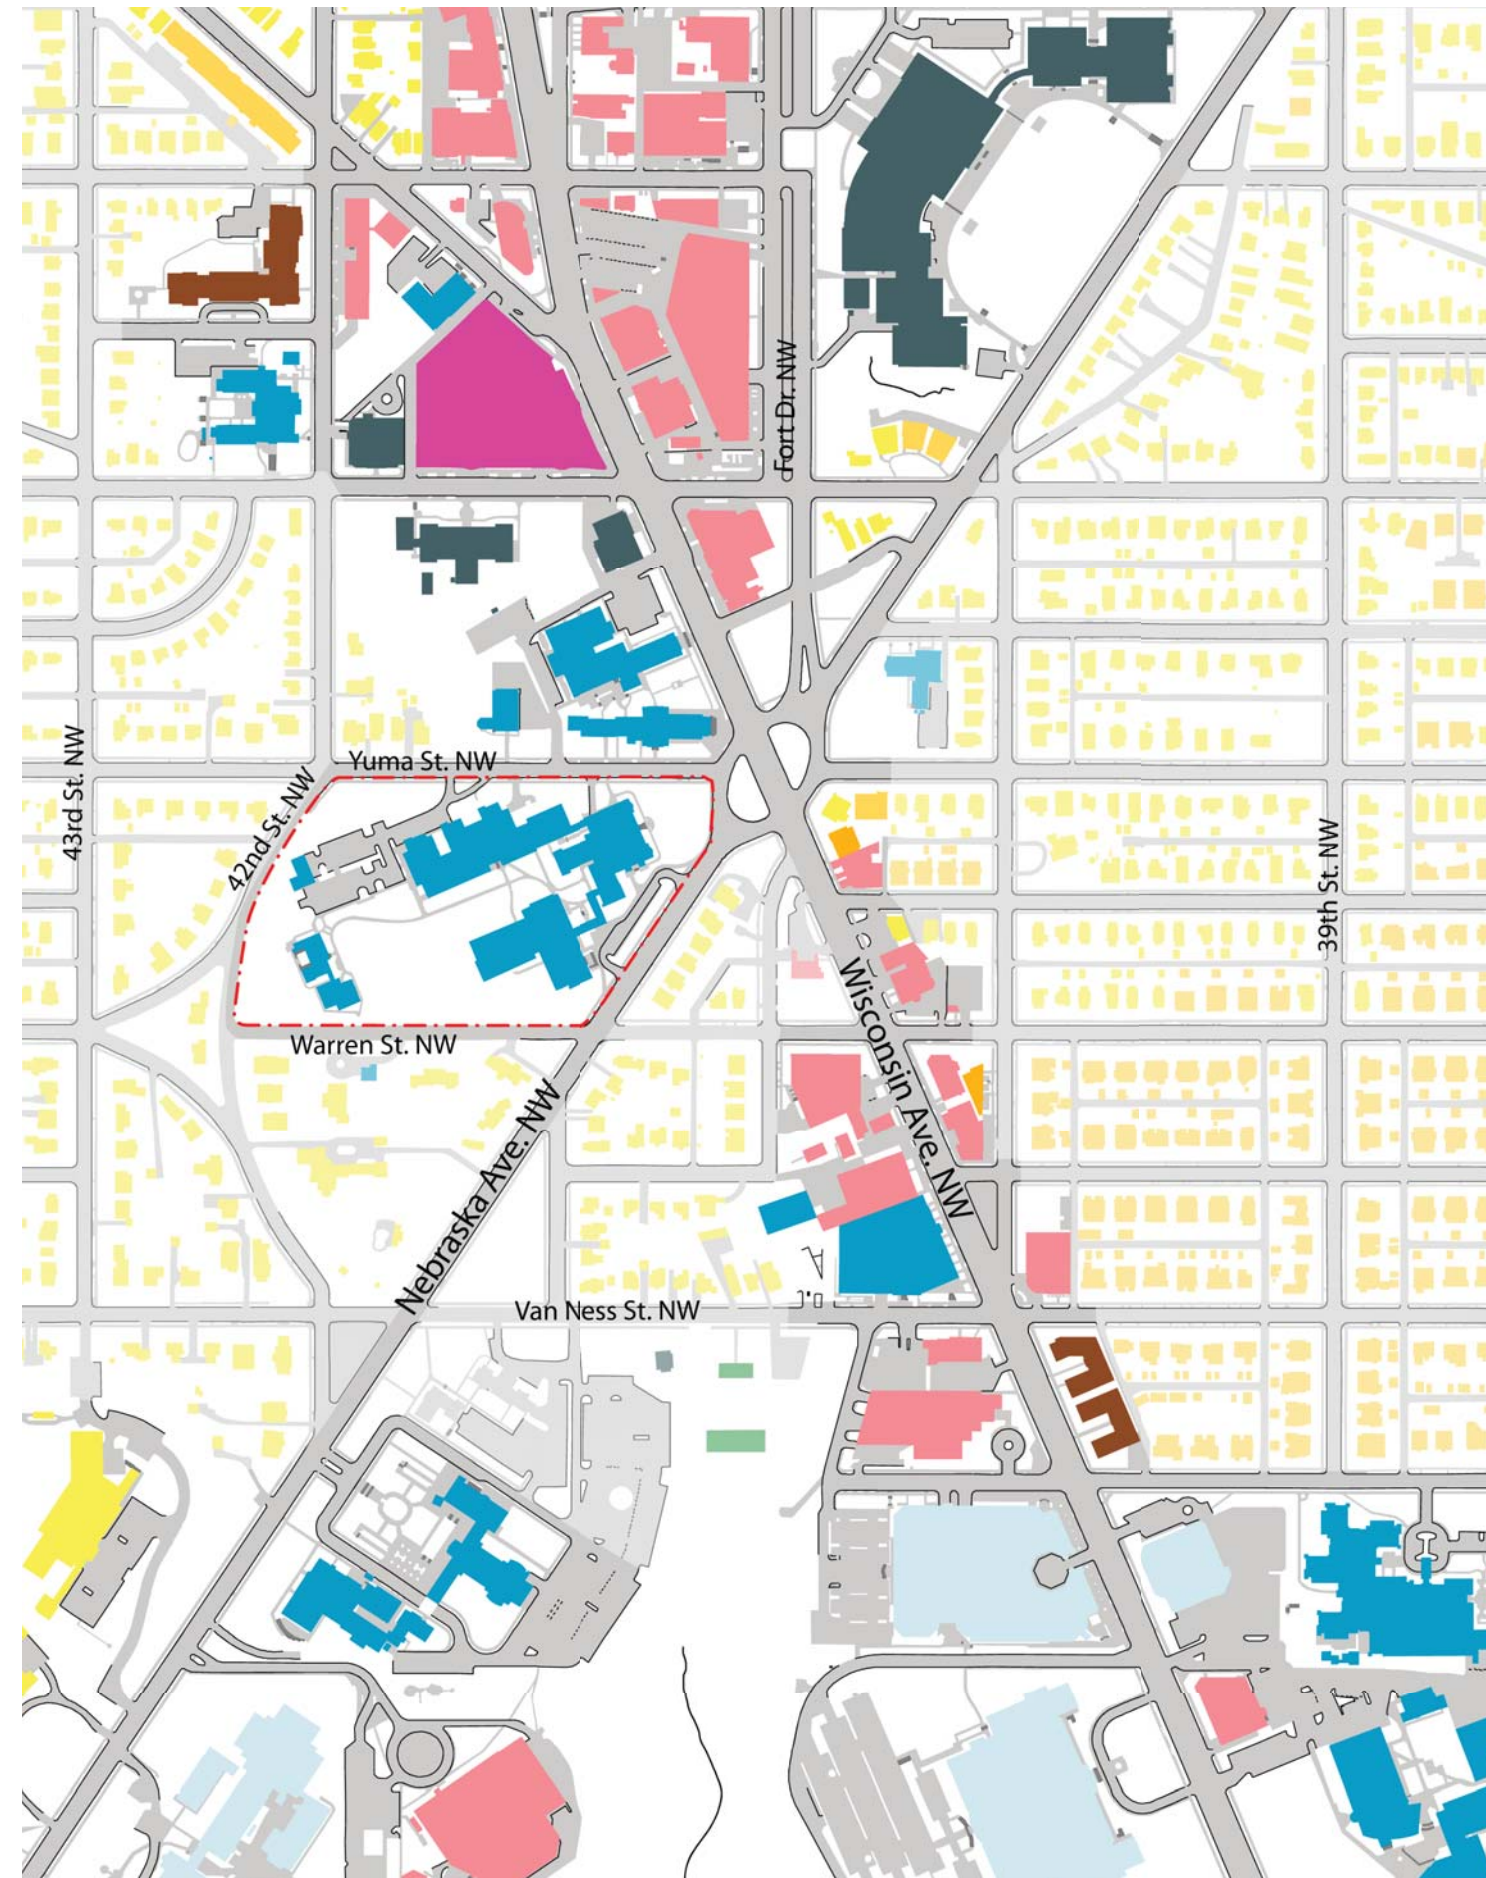 Fort Dr. NW
43rd St. NW
42nd St. NW
Yuma St. NW
39th St. NW
Wisconsin Ave. NW
Warren St. NW
Nebraska Ave. NW
Van Ness St. NW